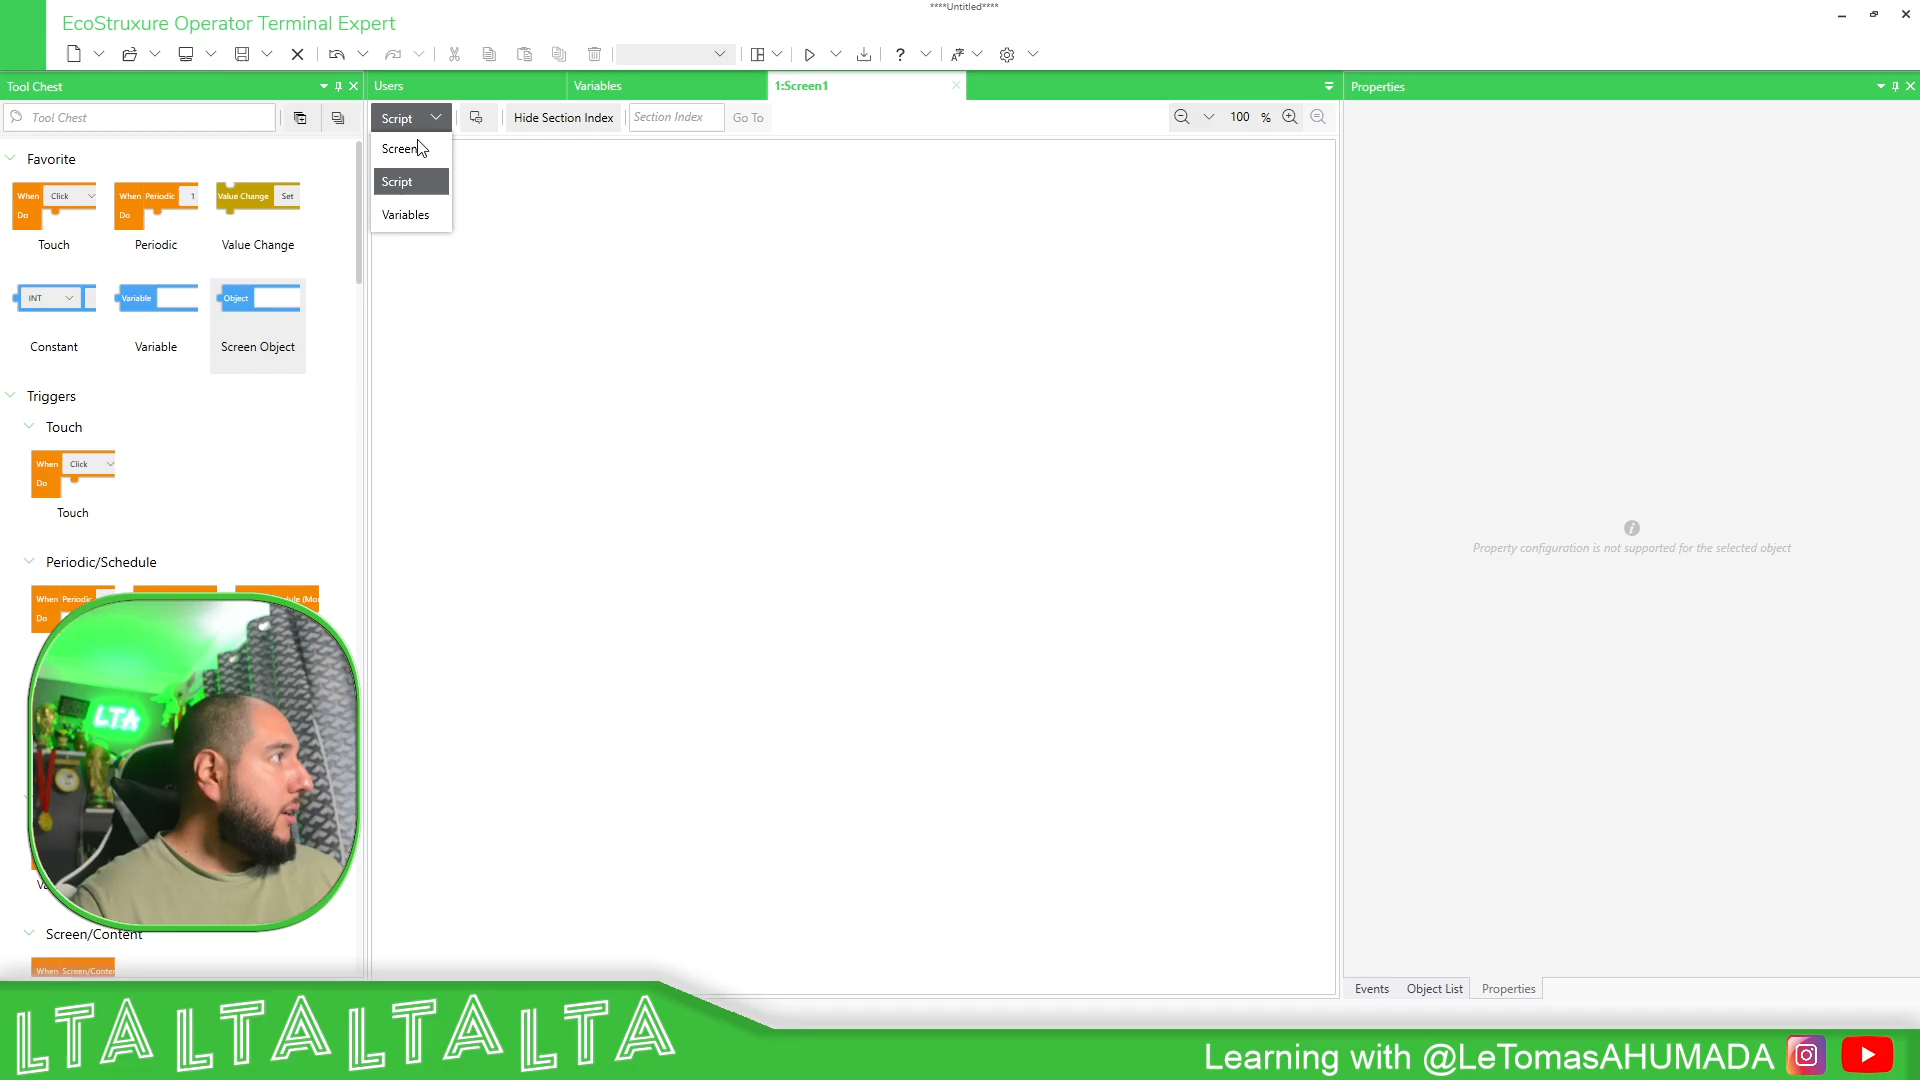 ****Untitled****
EcoStruxure Operator Terminal Expert
Tool Chest
Users
Variables
1:Screen1
Properties
Tool Chest
Script
Hide Section Index
Section Index
Go To
100 %
Screen
Script
Variables
Favorite
When Click
Do
When Periodic 1
Do
Value Change Set
Touch
Periodic
Value Change
INT
Variable
Object
Constant
Variable
Screen Object
Triggers
Touch
When Click
Do
Touch
Periodic/Schedule
When Periodic
Do
LTA
Screen/Content
When Screen/Conten
Property configuration is not supported for the selected object
Events
Object List
Properties
LTA LTA LTA LTA
Learning with @LeTomasAHUMADA